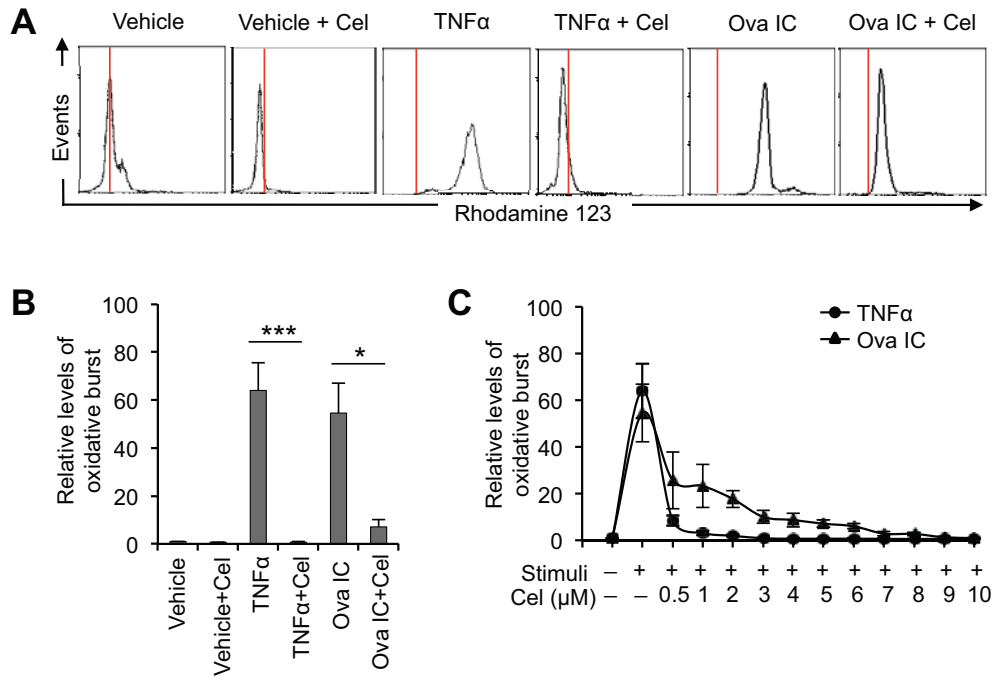 A
Vehicle
Vehicle + Cel
TNFα
TNFα + Cel
Ova IC
Ova IC + Cel
Events
Rhodamine 123
B
Relative levels of
oxidative burst
100
80
60
40
20
0
***
*
Vehicle
Vehicle+Cel
TNFα
TNFα+Cel
Ova IC
Ova IC+Cel
C
Relative levels of
oxidative burst
100
80
60
40
20
0
TNFα
Ova IC
Stimuli – + + + + + + + + + + + +
Cel (μM) – – 0.5 1 2 3 4 5 6 7 8 9 10